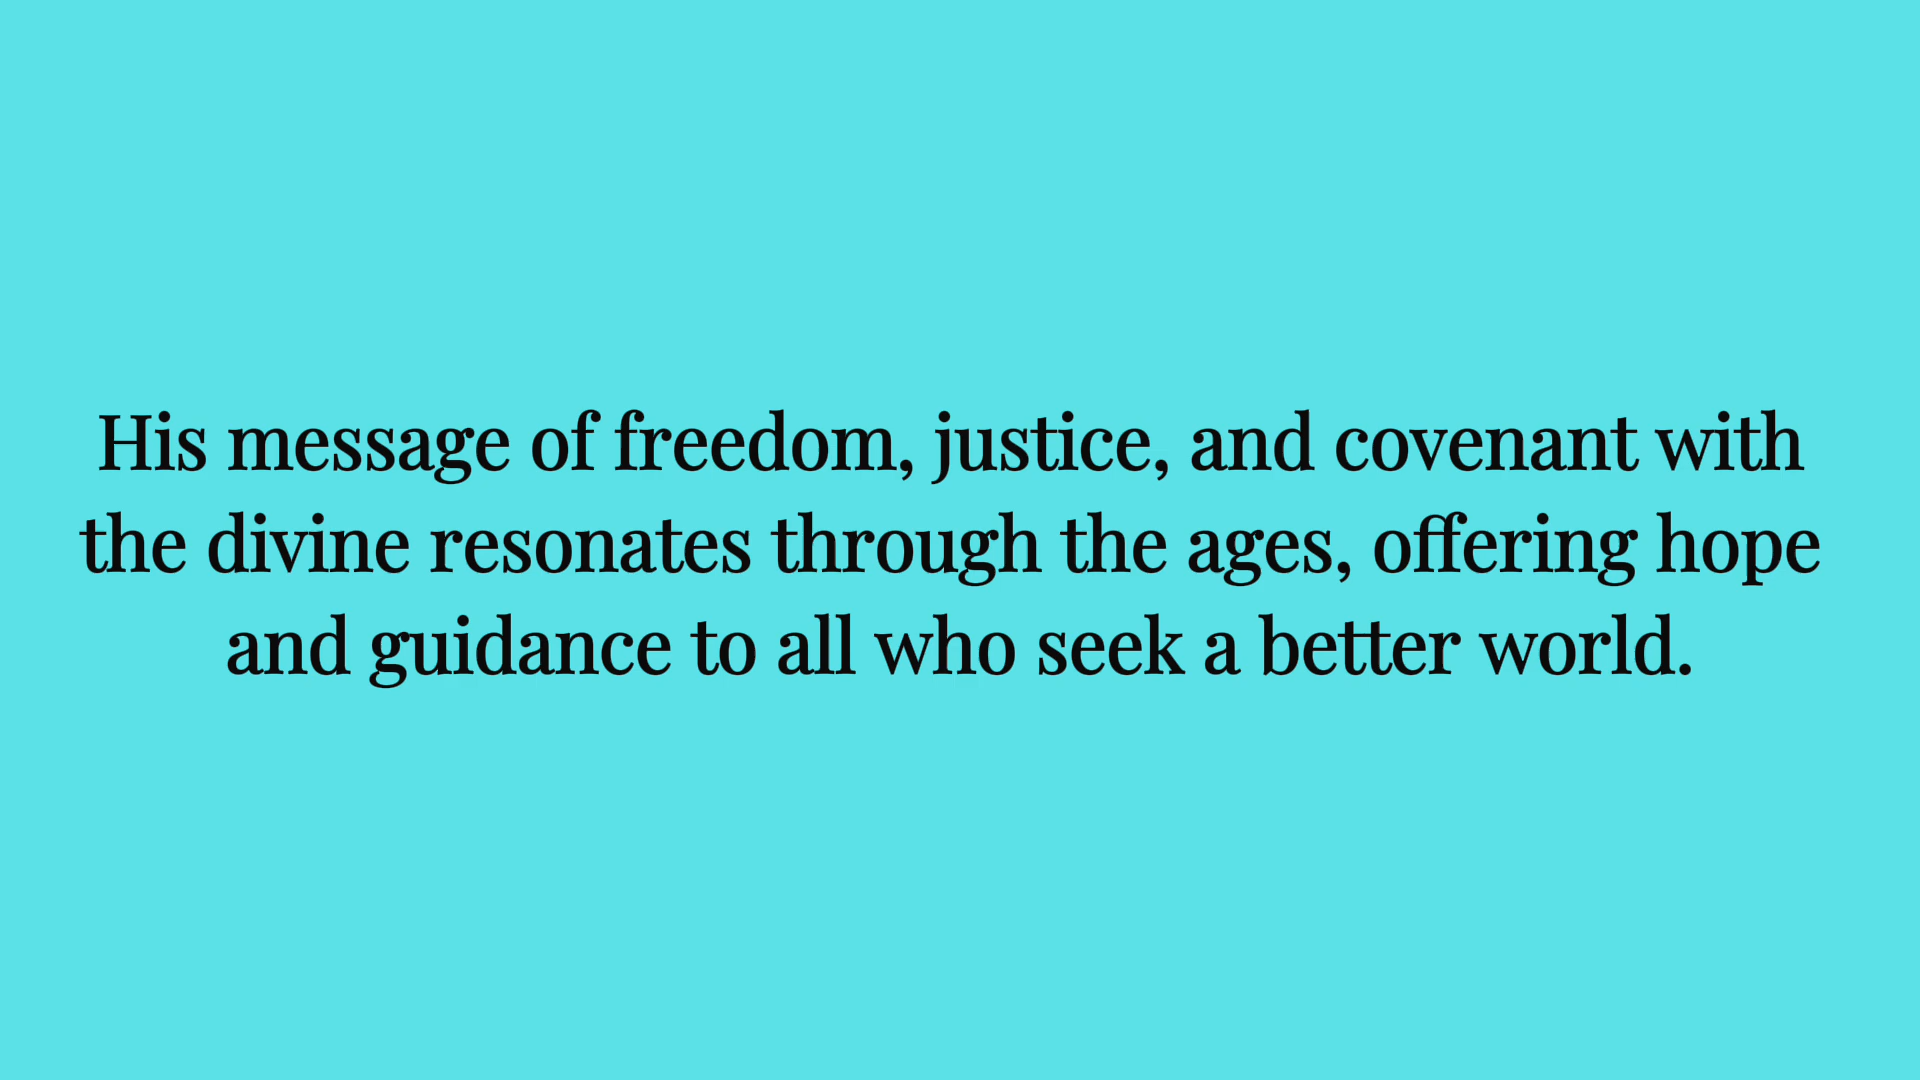 His message of freedom, justice, and covenant with
the divine resonates through the ages, offering hope
and guidance to all who seek a better world.